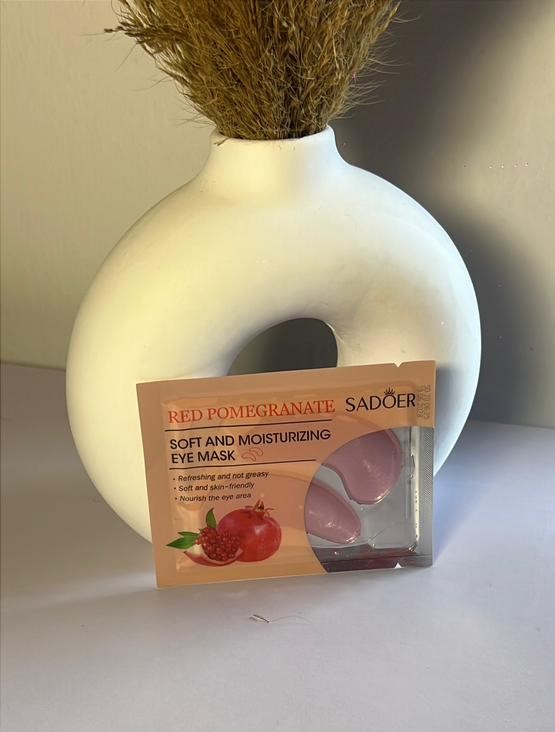 RED POMEGRANATE
SADOER
SOFT AND MOISTURIZING
EYE MASK
• Refreshing and not greasy
• Soft and skin-friendly
• Nourish the eye area